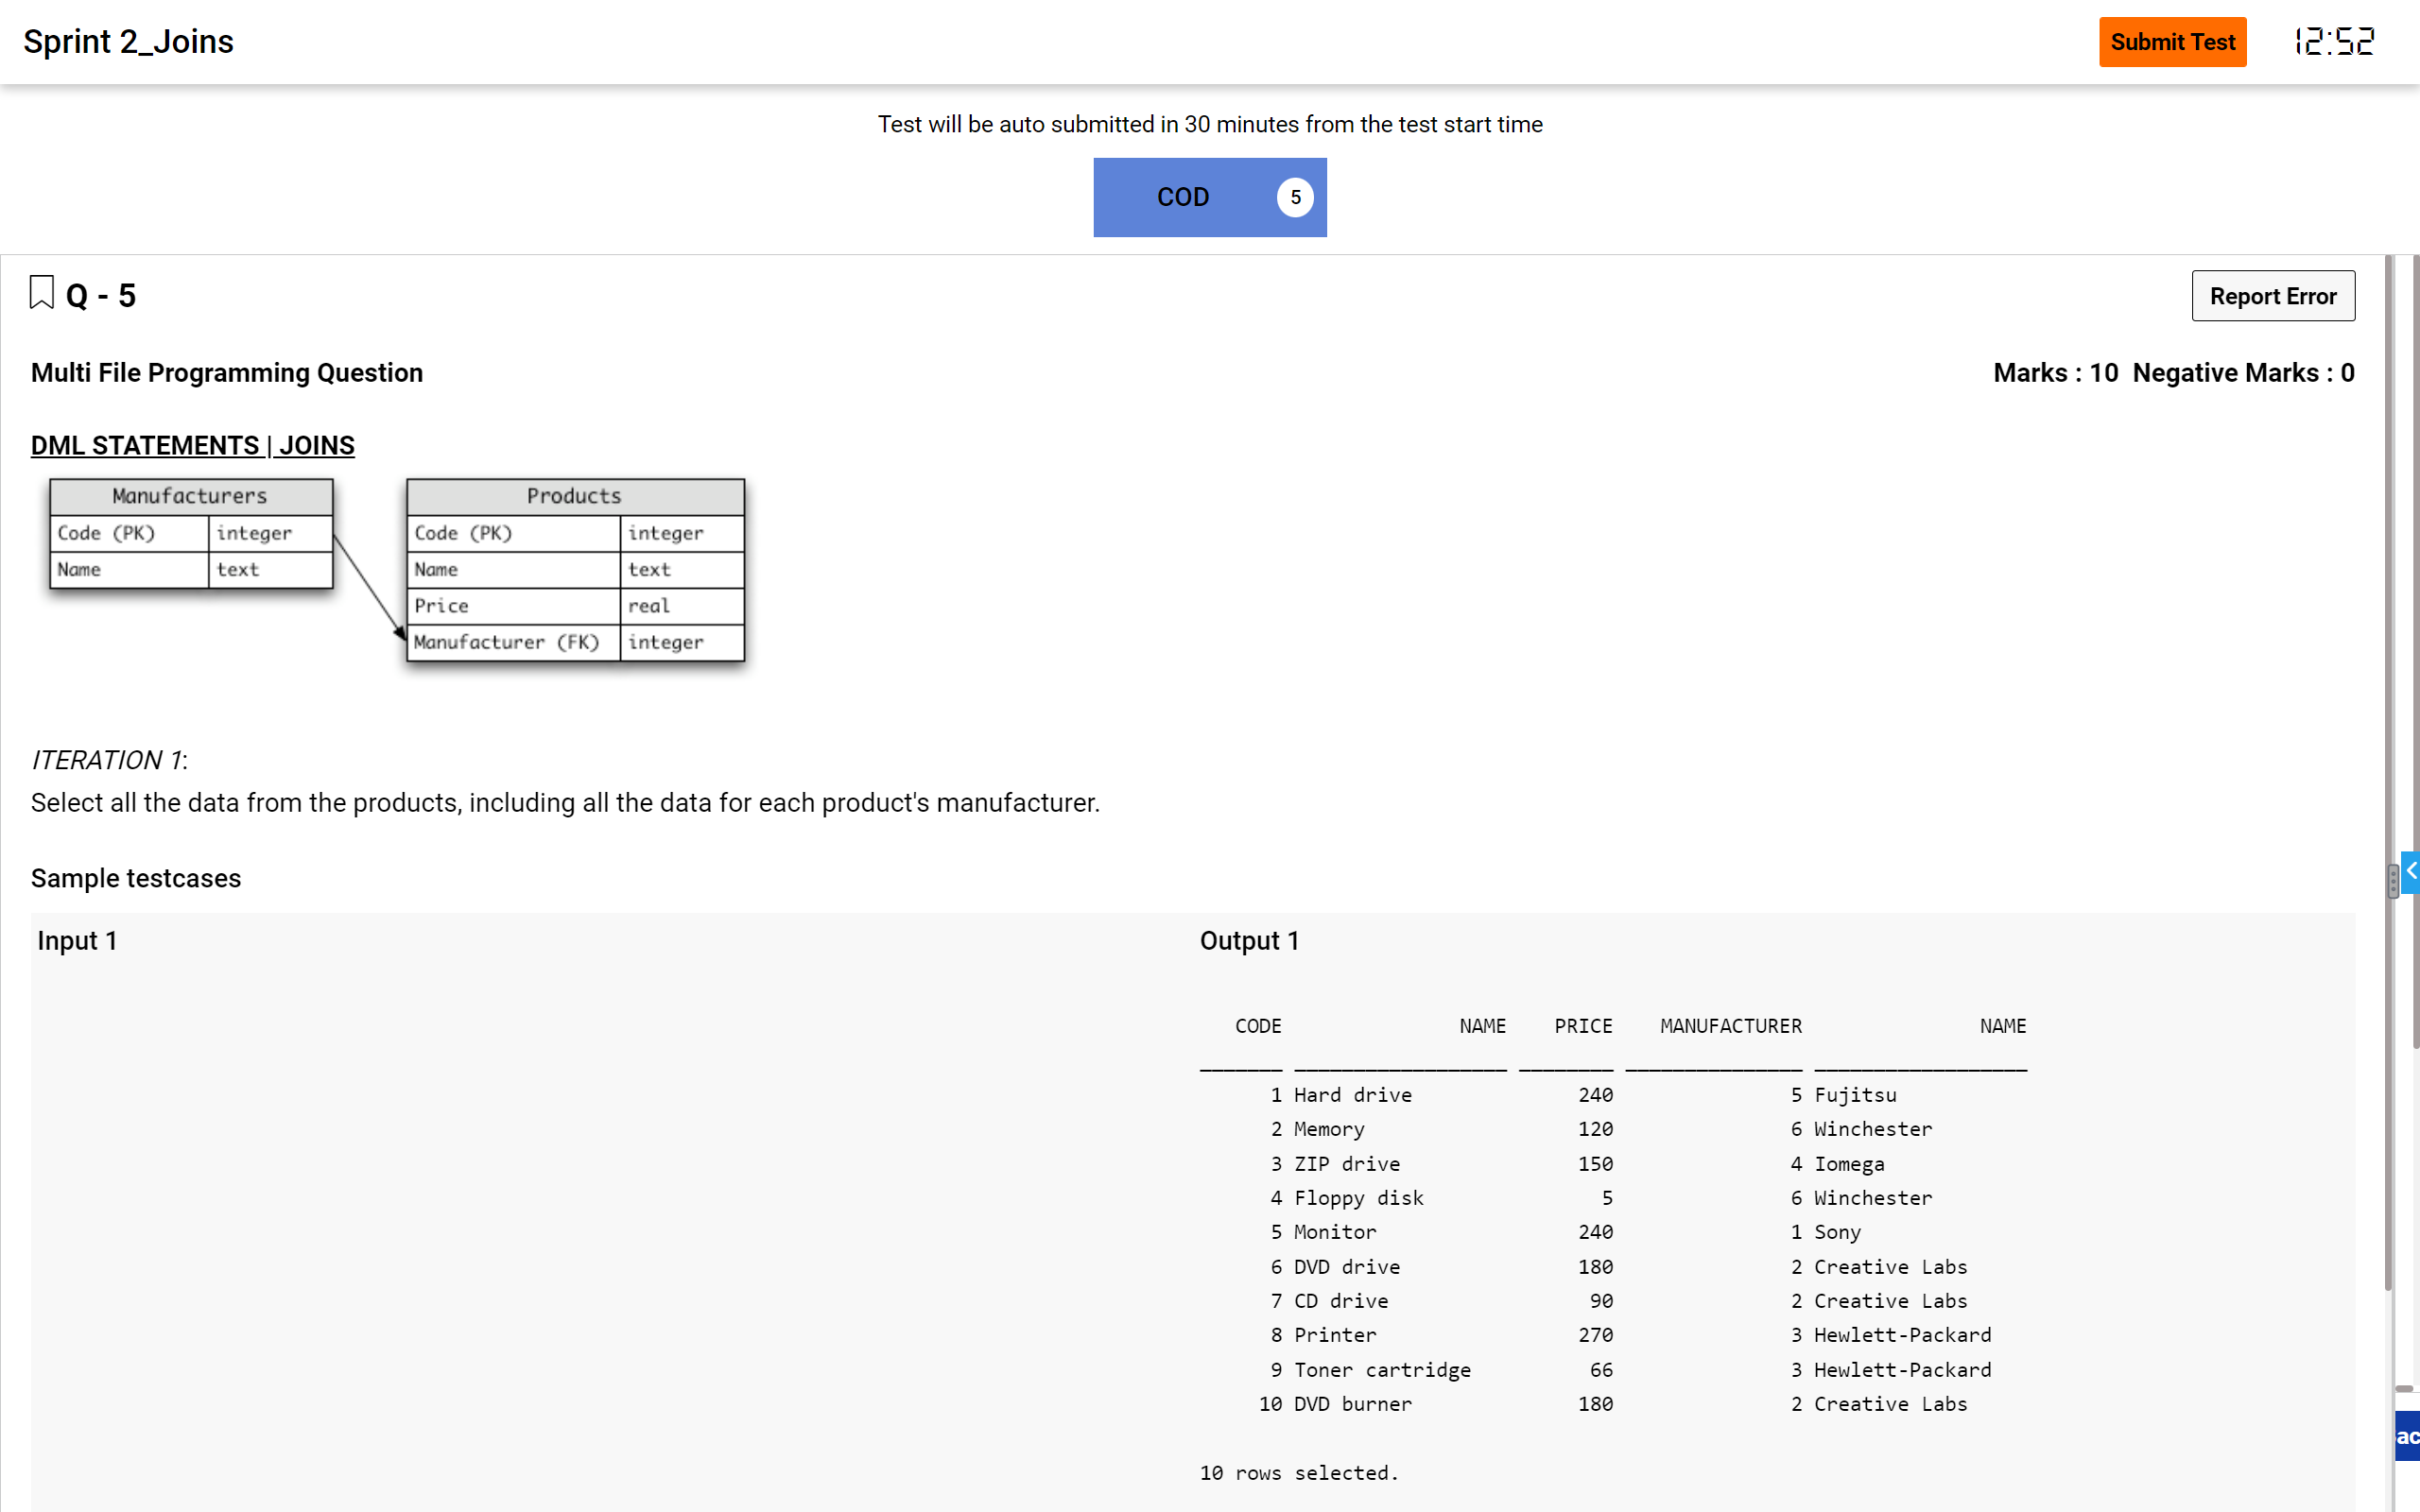 Sprint 2_Joins
Submit Test
12:52
Test will be auto submitted in 30 minutes from the test start time
COD 5
Q - 5
Report Error
Multi File Programming Question
Marks : 10 Negative Marks : 0
DML STATEMENTS | JOINS
Manufacturers
Code (PK) integer
Name text
Products
Code (PK) integer
Name text
Price real
Manufacturer (FK) integer
ITERATION 1:
Select all the data from the products, including all the data for each product's manufacturer.
Sample testcases
Input 1
Output 1
CODE NAME PRICE MANUFACTURER NAME
_______ __________________ ________ _______________ __________________
1 Hard drive 240 5 Fujitsu
2 Memory 120 6 Winchester
3 ZIP drive 150 4 Iomega
4 Floppy disk 5 6 Winchester
5 Monitor 240 1 Sony
6 DVD drive 180 2 Creative Labs
7 CD drive 90 2 Creative Labs
8 Printer 270 3 Hewlett-Packard
9 Toner cartridge 66 3 Hewlett-Packard
10 DVD burner 180 2 Creative Labs
10 rows selected.